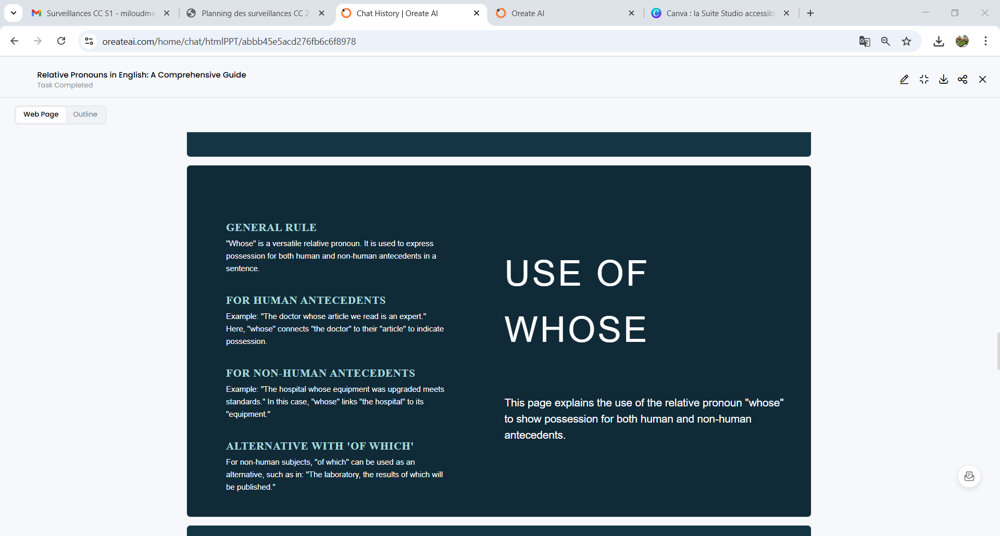 Surveillances CC S1 - miloudme
Planning des surveillances CC 2
Chat History | Oreate AI
Oreate AI
Canva : la Suite Studio accessib
oreateai.com/home/chat/htmlPPT/abbb45e5acd276fb6c6f8978
Relative Pronouns in English: A Comprehensive Guide
Task Completed
Web Page
Outline
GENERAL RULE
"Whose" is a versatile relative pronoun. It is used to express
possession for both human and non-human antecedents in a
sentence.
FOR HUMAN ANTECEDENTS
Example: "The doctor whose article we read is an expert."
Here, "whose" connects "the doctor" to their "article" to indicate
possession.
FOR NON-HUMAN ANTECEDENTS
Example: "The hospital whose equipment was upgraded meets
standards." In this case, "whose" links "the hospital" to its
"equipment."
ALTERNATIVE WITH 'OF WHICH'
For non-human subjects, "of which" can be used as an
alternative, such as in: "The laboratory, the results of which will
be published."
USE OF
WHOSE
This page explains the use of the relative pronoun "whose"
to show possession for both human and non-human
antecedents.